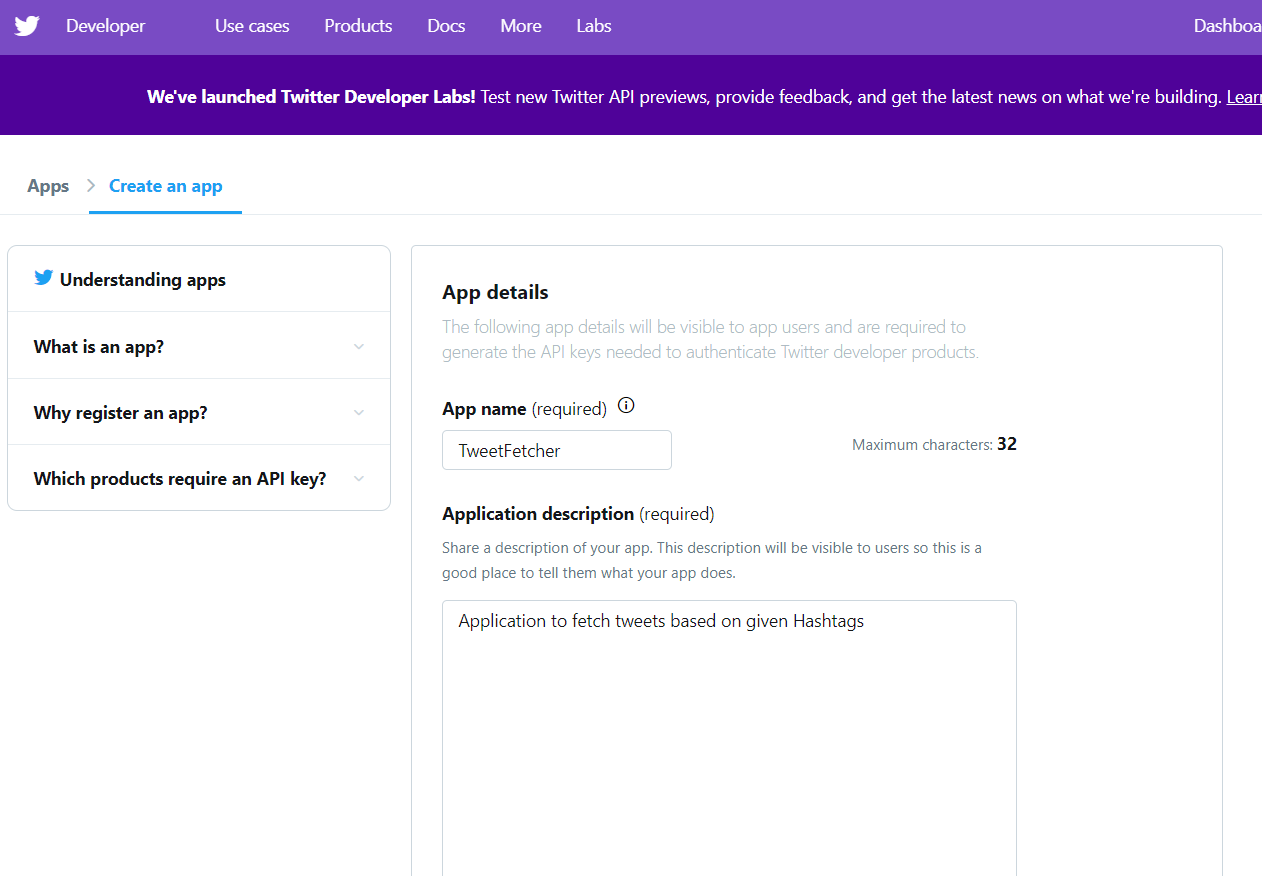 Developer Use cases Products Docs More Labs Dashboa
We've launched Twitter Developer Labs! Test new Twitter API previews, provide feedback, and get the latest news on what we're building. Lear
Apps Create an app
Understanding apps
What is an app?
Why register an app?
Which products require an API key?
App details
The following app details will be visible to app users and are required to
generate the API keys needed to authenticate Twitter developer products.
App name (required)
TweetFetcher
Maximum characters: 32
Application description (required)
Share a description of your app. This description will be visible to users so this is a
good place to tell them what your app does.
Application to fetch tweets based on given Hashtags